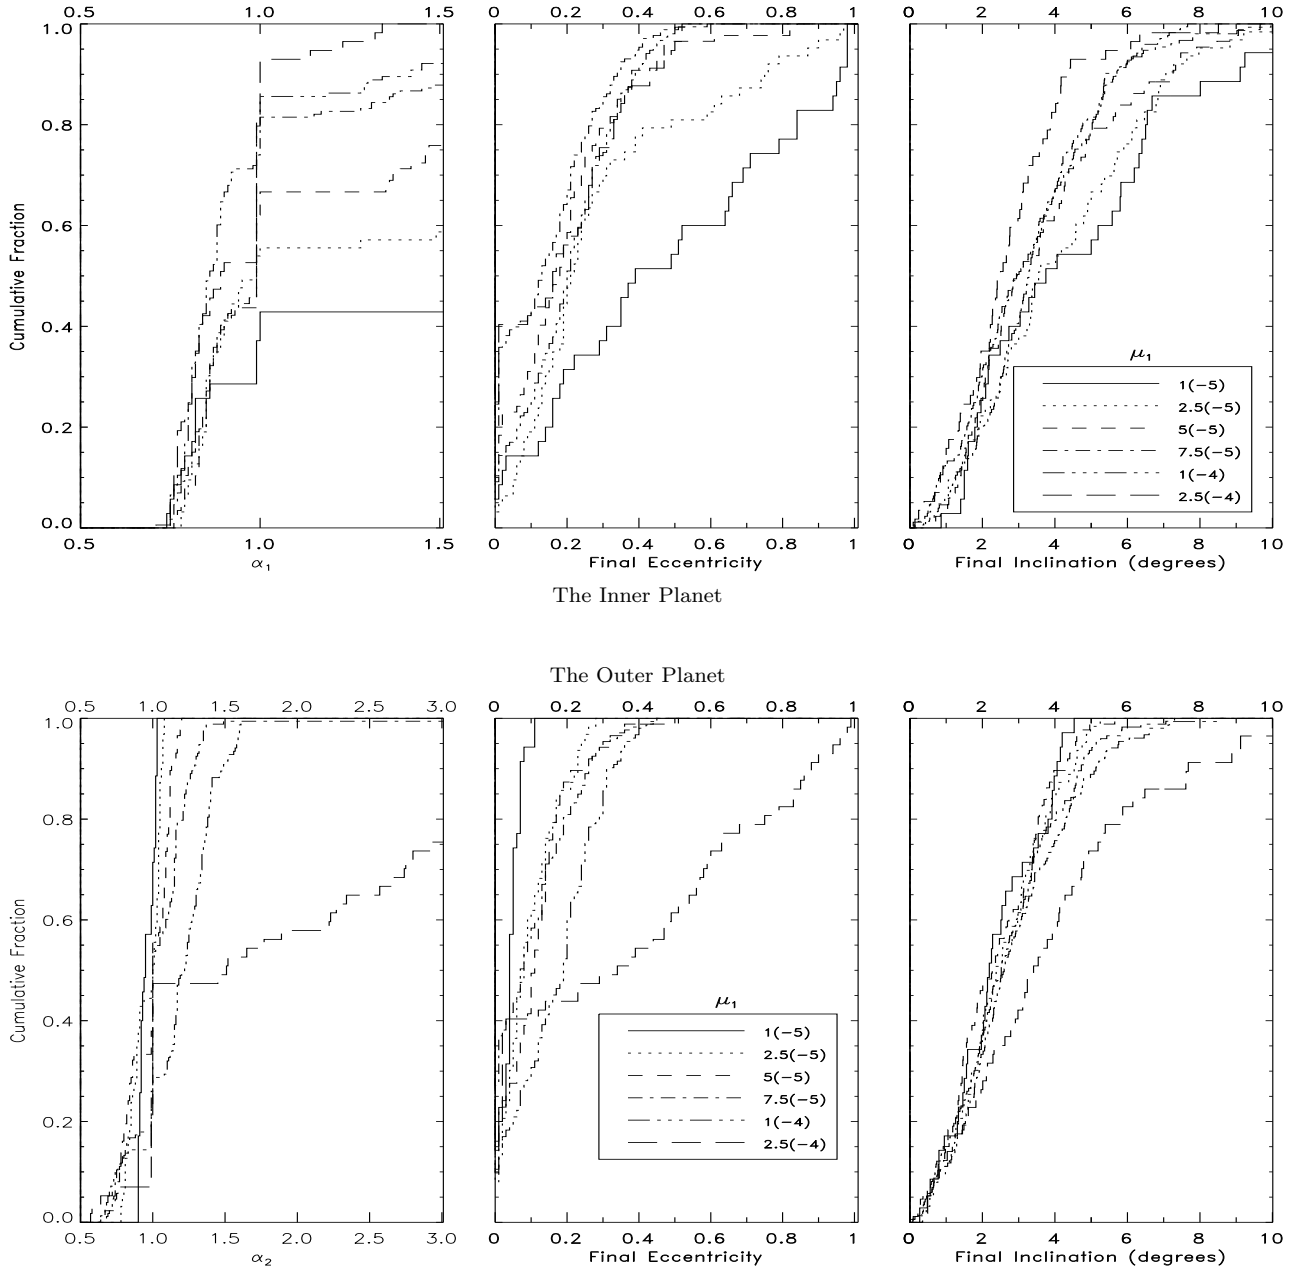 0.5 1.0 1.5 0 0.2 0.4 0.6 0.8 1 0 2 4 6 8 10
1.0
0.8
0.6
0.4
0.2
0.0
Cumulative Fraction
μ₁
1(−5)
2.5(−5)
5(−5)
7.5(−5)
1(−4)
2.5(−4)
0.5 1.0 1.5 0 0.2 0.4 0.6 0.8 1 0 2 4 6 8 10
α₁ Final Eccentricity Final Inclination (degrees)
The Inner Planet
The Outer Planet
0.5 1.0 1.5 2.0 2.5 3.0 0 0.2 0.4 0.6 0.8 1 0 2 4 6 8 10
1.0
0.8
0.6
0.4
0.2
0.0
Cumulative Fraction
μ₁
1(−5)
2.5(−5)
5(−5)
7.5(−5)
1(−4)
2.5(−4)
0.5 1.0 1.5 2.0 2.5 3.0 0 0.2 0.4 0.6 0.8 1 0 2 4 6 8 10
α₂ Final Eccentricity Final Inclination (degrees)